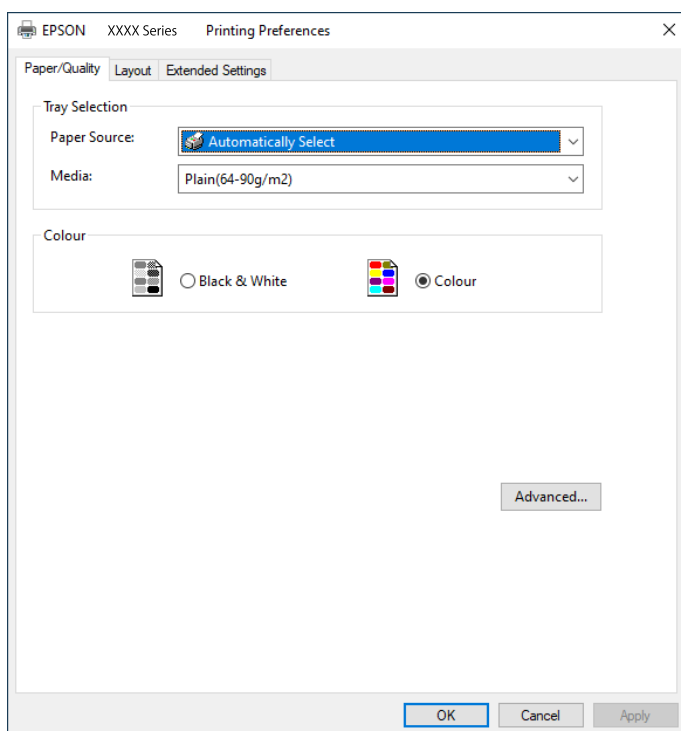 EPSON XXXX Series Printing Preferences
Paper/Quality Layout Extended Settings
Tray Selection
Paper Source: Automatically Select
Media: Plain(64-90g/m2)
Colour
Black & White Colour
Advanced...
OK Cancel Apply